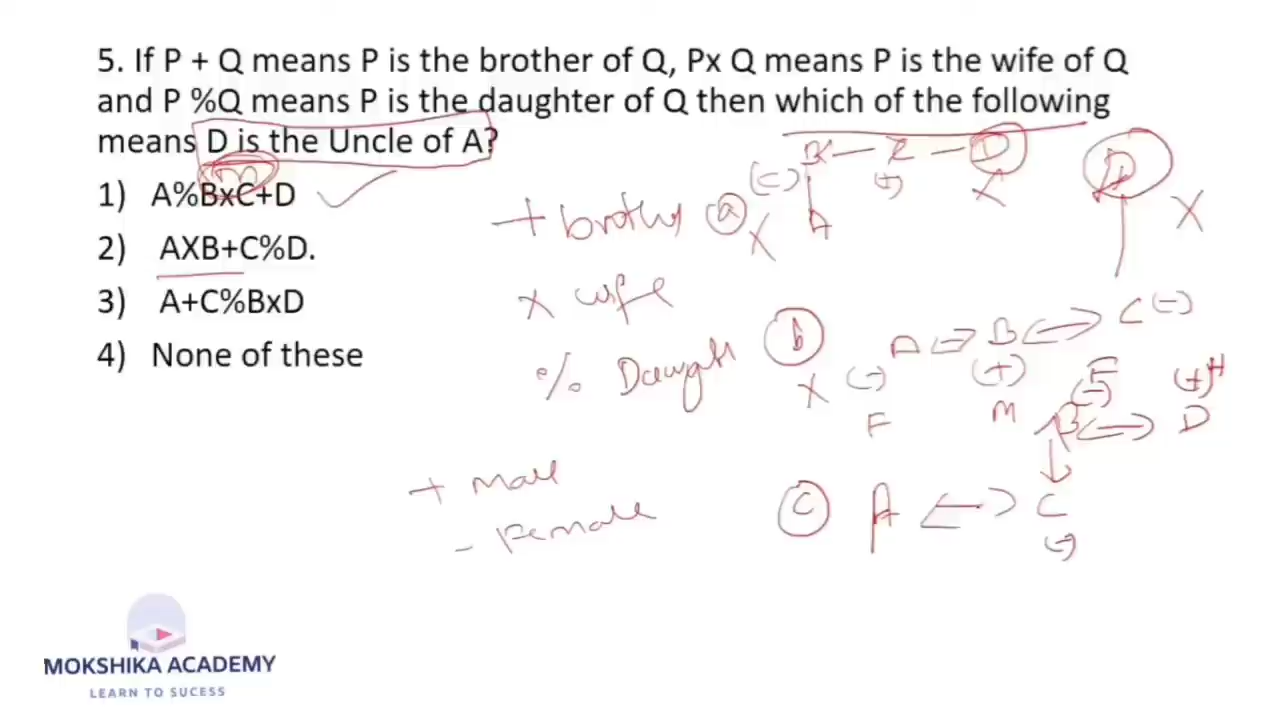 5. If P + Q means P is the brother of Q, Px Q means P is the wife of Q
and P %Q means P is the daughter of Q then which of the following
means D is the Uncle of A?
1) A%BxC+D
2) AXB+C%D.
3) A+C%BxD
4) None of these
+ brother
x wife
% Daught
+ Male
- Female
a
D
X
A
X
b
A
B
C (-)
X
(-)
(+)
F
M
F
(-)
(+)H
B
D
c
A
C
(-)
MOKSHIKA ACADEMY
LEARN TO SUCESS